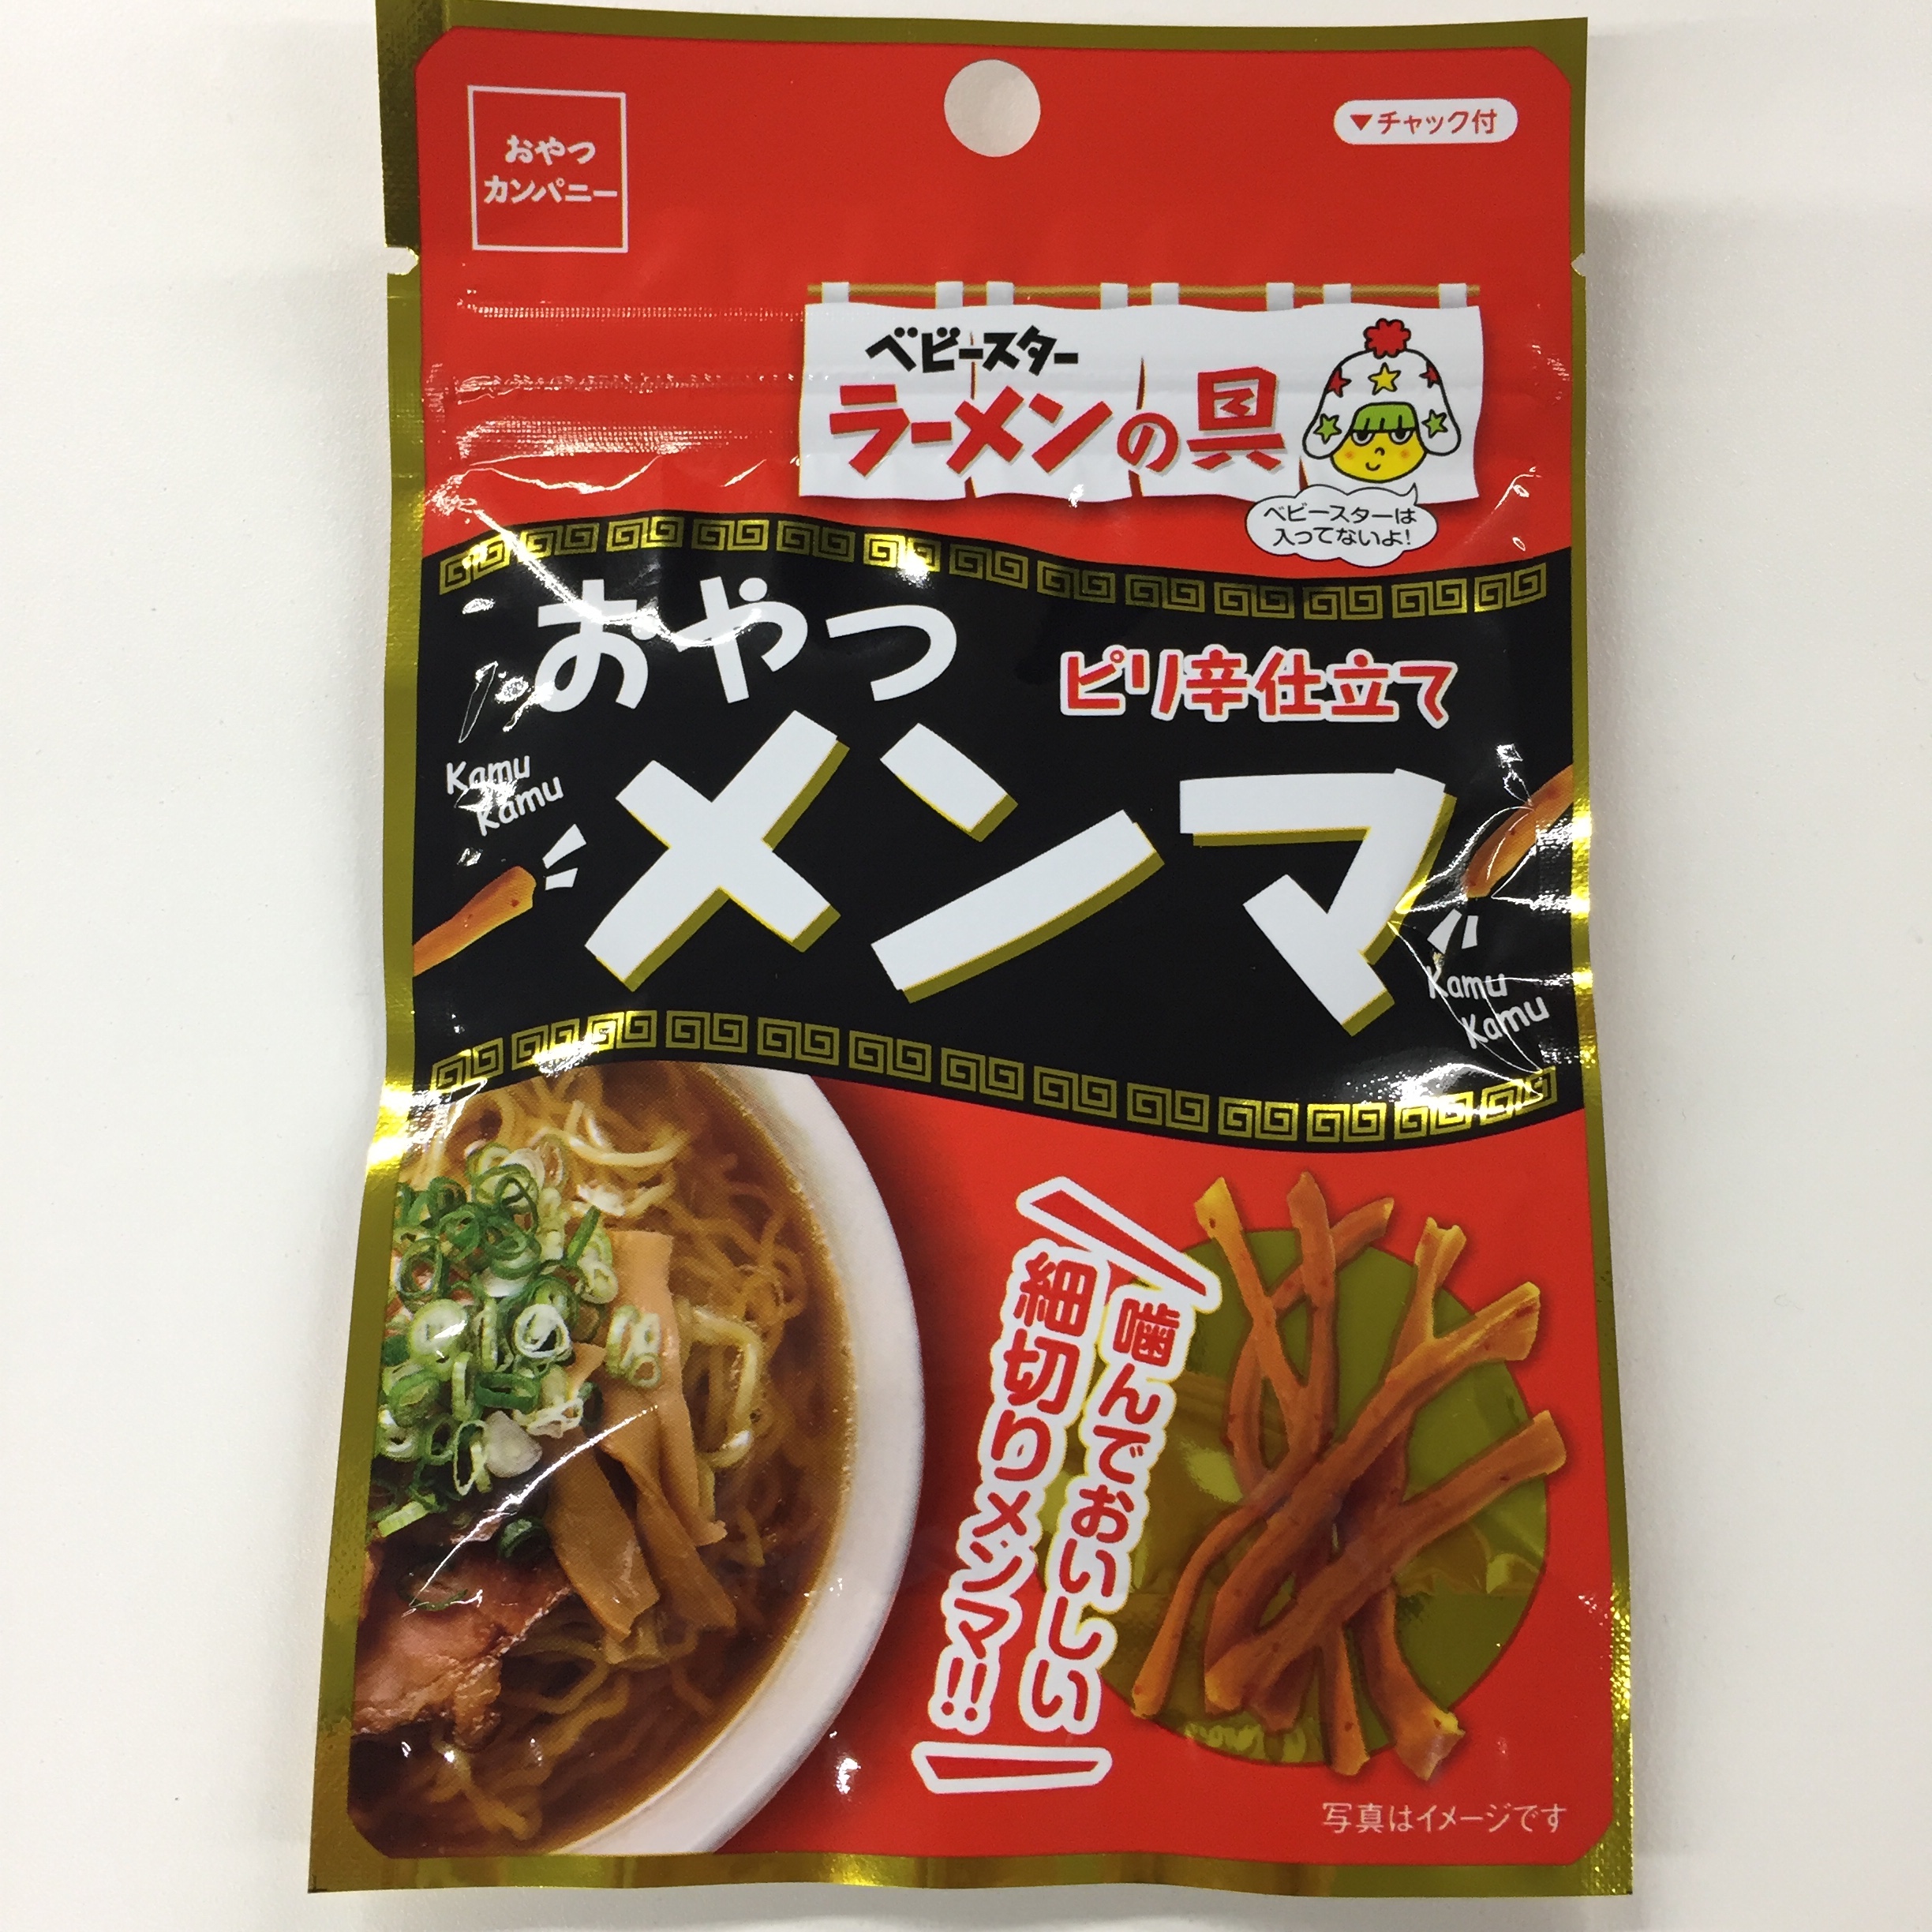 おやつ
カンパニー
▼チャック付
ベビースター
ラーメンの具
ベビースターは
入ってないよ!
おやつ
ピリ辛仕立て
メンマ
Kamu
Kamu
Kamu
Kamu
噛んでおいしい
細切りメンマ!!
写真はイメージです